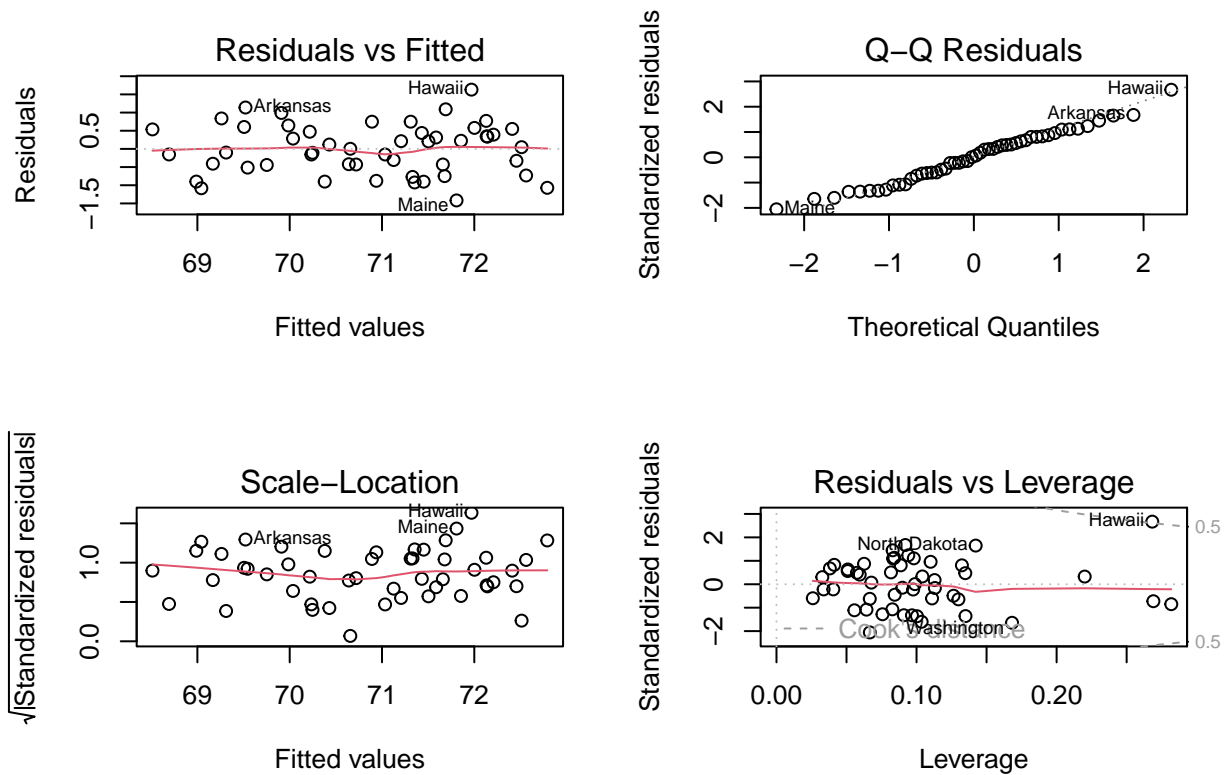 Residuals vs Fitted
Residuals
0.5
−1.5
Hawaii
Arkansas
Maine
69 70 71 72
Fitted values
Q−Q Residuals
Standardized residuals
2
0
−2
Hawaii
Arkansas
Maine
−2 −1 0 1 2
Theoretical Quantiles
Scale−Location
√|Standardized residuals|
1.0
0.0
Hawaii
Maine
Arkansas
69 70 71 72
Fitted values
Residuals vs Leverage
Standardized residuals
2
0
−2
Hawaii
0.5
North Dakota
Washington
Cook's distance
0.5
0.00 0.10 0.20
Leverage